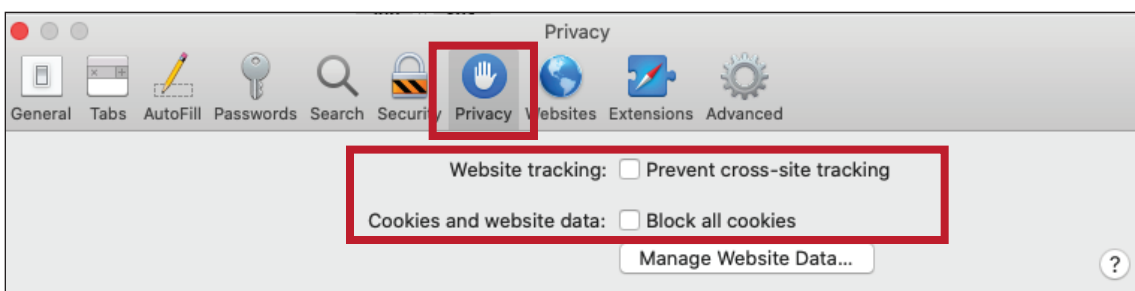 Privacy
General Tabs AutoFill Passwords Search Security Privacy Websites Extensions Advanced
Website tracking: Prevent cross-site tracking
Cookies and website data: Block all cookies
Manage Website Data...
?